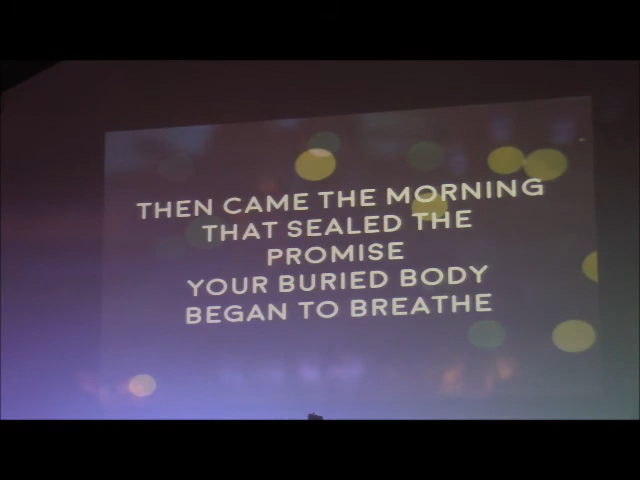 THEN CAME THE MORNING
THAT SEALED THE
PROMISE
YOUR BURIED BODY
BEGAN TO BREATHE